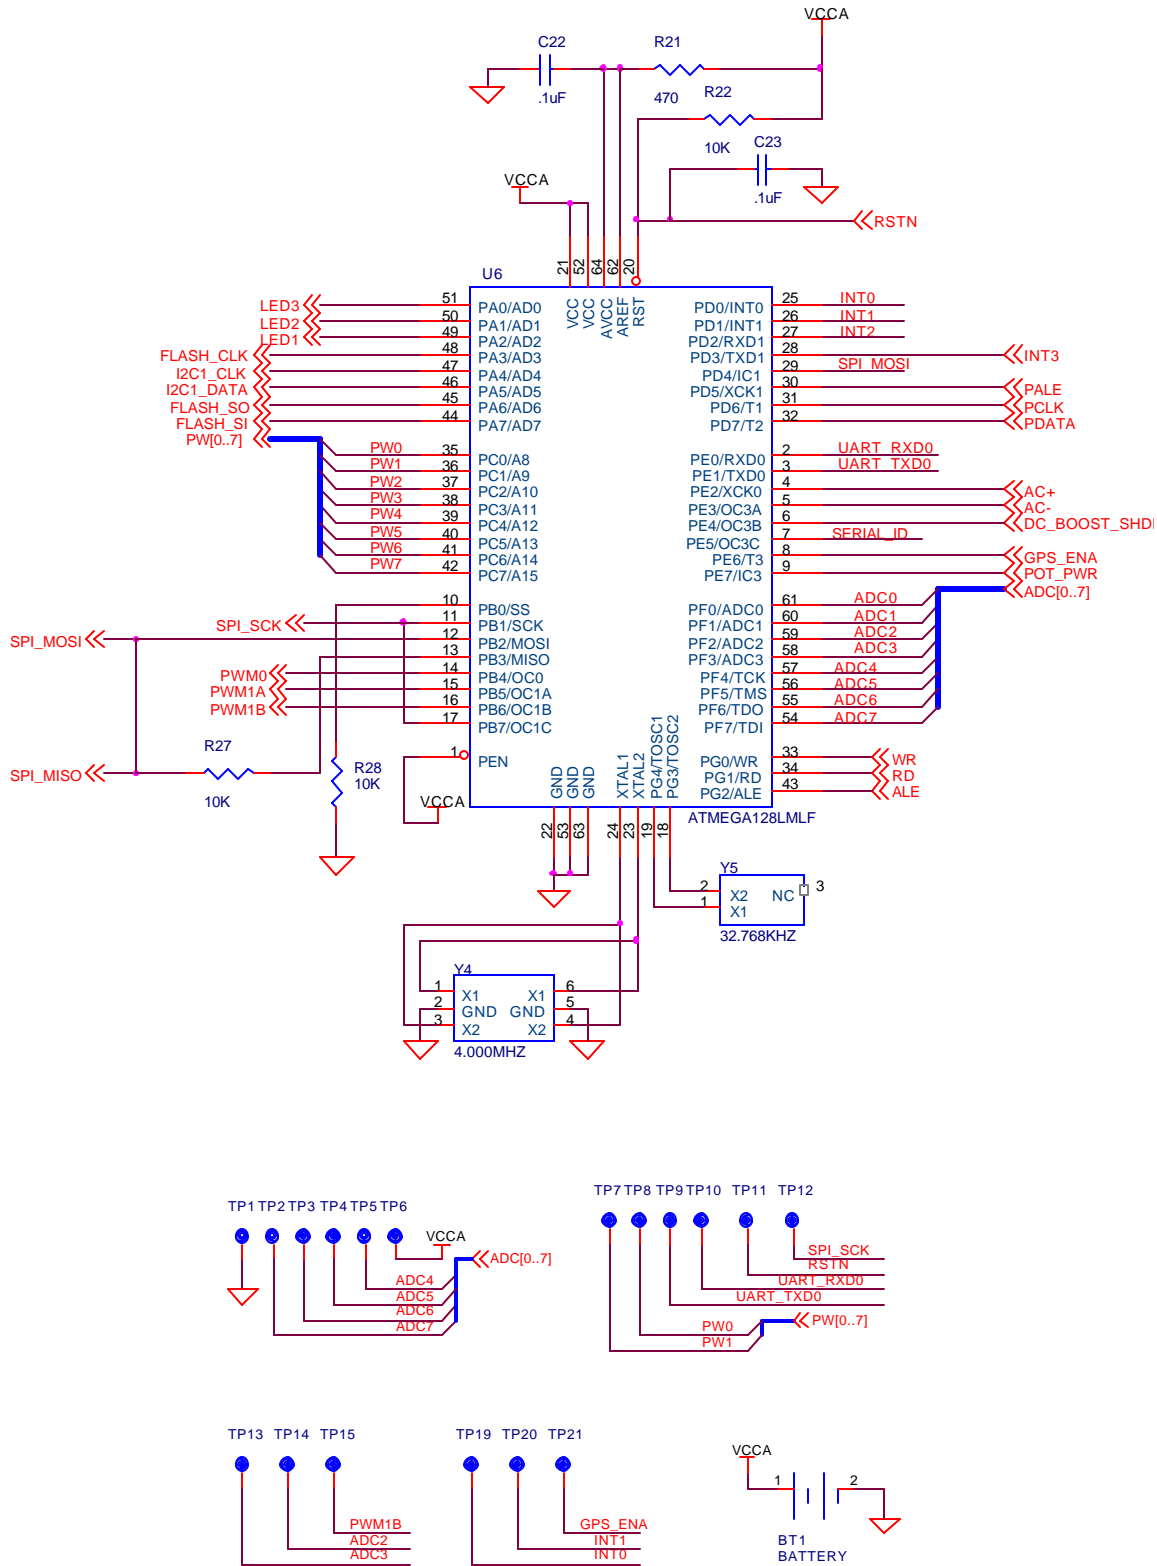 VCCA
C22
.1uF
R21
470
R22
10K
C23
.1uF
VCCA
RSTN
21
52
64
62
20
U6
VCC
VCC
AVCC
AREF
RST
LED3 51 PA0/AD0
LED2 50 PA1/AD1
LED1 49 PA2/AD2
FLASH_CLK 48 PA3/AD3
I2C1_CLK 47 PA4/AD4
I2C1_DATA 46 PA5/AD5
FLASH_SO 45 PA6/AD6
FLASH_SI 44 PA7/AD7
PW[0..7]
PW0 35 PC0/A8
PW1 36 PC1/A9
PW2 37 PC2/A10
PW3 38 PC3/A11
PW4 39 PC4/A12
PW5 40 PC5/A13
PW6 41 PC6/A14
PW7 42 PC7/A15
10 PB0/SS
SPI_SCK 11 PB1/SCK
SPI_MOSI 12 PB2/MOSI
13 PB3/MISO
PWM0 14 PB4/OC0
PWM1A 15 PB5/OC1A
PWM1B 16 PB6/OC1B
17 PB7/OC1C
1 PEN
SPI_MISO
R27
10K
R28
10K
VCCA
PD0/INT0 25 INT0
PD1/INT1 26 INT1
PD2/RXD1 27 INT2
PD3/TXD1 28 INT3
PD4/IC1 29 SPI_MOSI
PD5/XCK1 30 PALE
PD6/T1 31 PCLK
PD7/T2 32 PDATA
PE0/RXD0 2 UART_RXD0
PE1/TXD0 3 UART_TXD0
PE2/XCK0 4 AC+
PE3/OC3A 5 AC-
PE4/OC3B 6 DC_BOOST_SHD
PE5/OC3C 7 SERIAL_ID
PE6/T3 8 GPS_ENA
PE7/IC3 9 POT_PWR
ADC[0..7]
PF0/ADC0 61 ADC0
PF1/ADC1 60 ADC1
PF2/ADC2 59 ADC2
PF3/ADC3 58 ADC3
PF4/TCK 57 ADC4
PF5/TMS 56 ADC5
PF6/TDO 55 ADC6
PF7/TDI 54 ADC7
PG0/WR 33 WR
PG1/RD 34 RD
PG2/ALE 43 ALE
GND
GND
GND
XTAL1
XTAL2
PG4/TOSC1
PG3/TOSC2
ATMEGA128LMLF
22
53
63
24
23
19
18
Y5
2 X2 NC 3
1 X1
32.768KHZ
Y4
1 X1 X1 6
2 GND GND 5
3 X2 X2 4
4.000MHZ
TP1 TP2 TP3 TP4 TP5 TP6
VCCA
ADC[0..7]
ADC4
ADC5
ADC6
ADC7
TP7 TP8 TP9 TP10 TP11 TP12
SPI_SCK
RSTN
UART_RXD0
UART_TXD0
PW0
PW[0..7]
PW1
TP13 TP14 TP15
PWM1B
ADC2
ADC3
TP19 TP20 TP21
GPS_ENA
INT1
INT0
VCCA
1 2
BT1
BATTERY